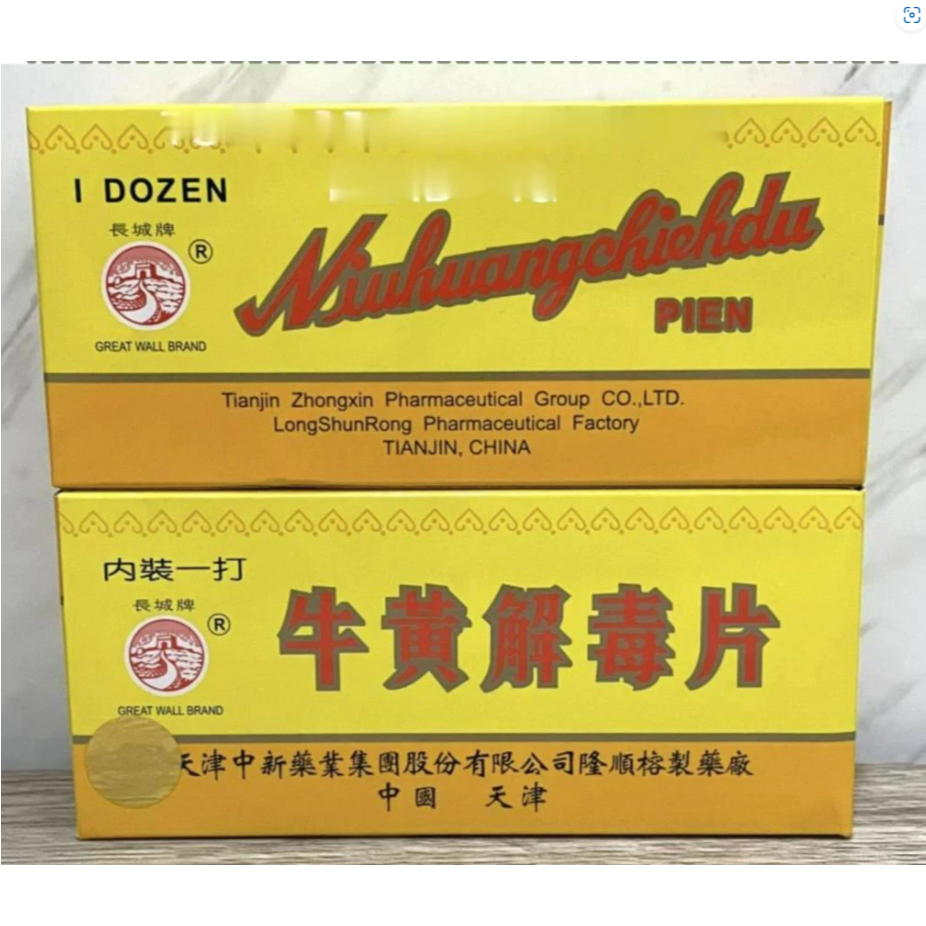 I DOZEN
長城牌
®
GREAT WALL BRAND
Niuhuangchiehdu
PIEN
Tianjin Zhongxin Pharmaceutical Group CO.,LTD.
LongShunRong Pharmaceutical Factory
TIANJIN, CHINA
内裝一打
長城牌
®
GREAT WALL BRAND
牛黄解毒片
天津中新藥業集團股份有限公司隆順榕製藥廠
中國 天津